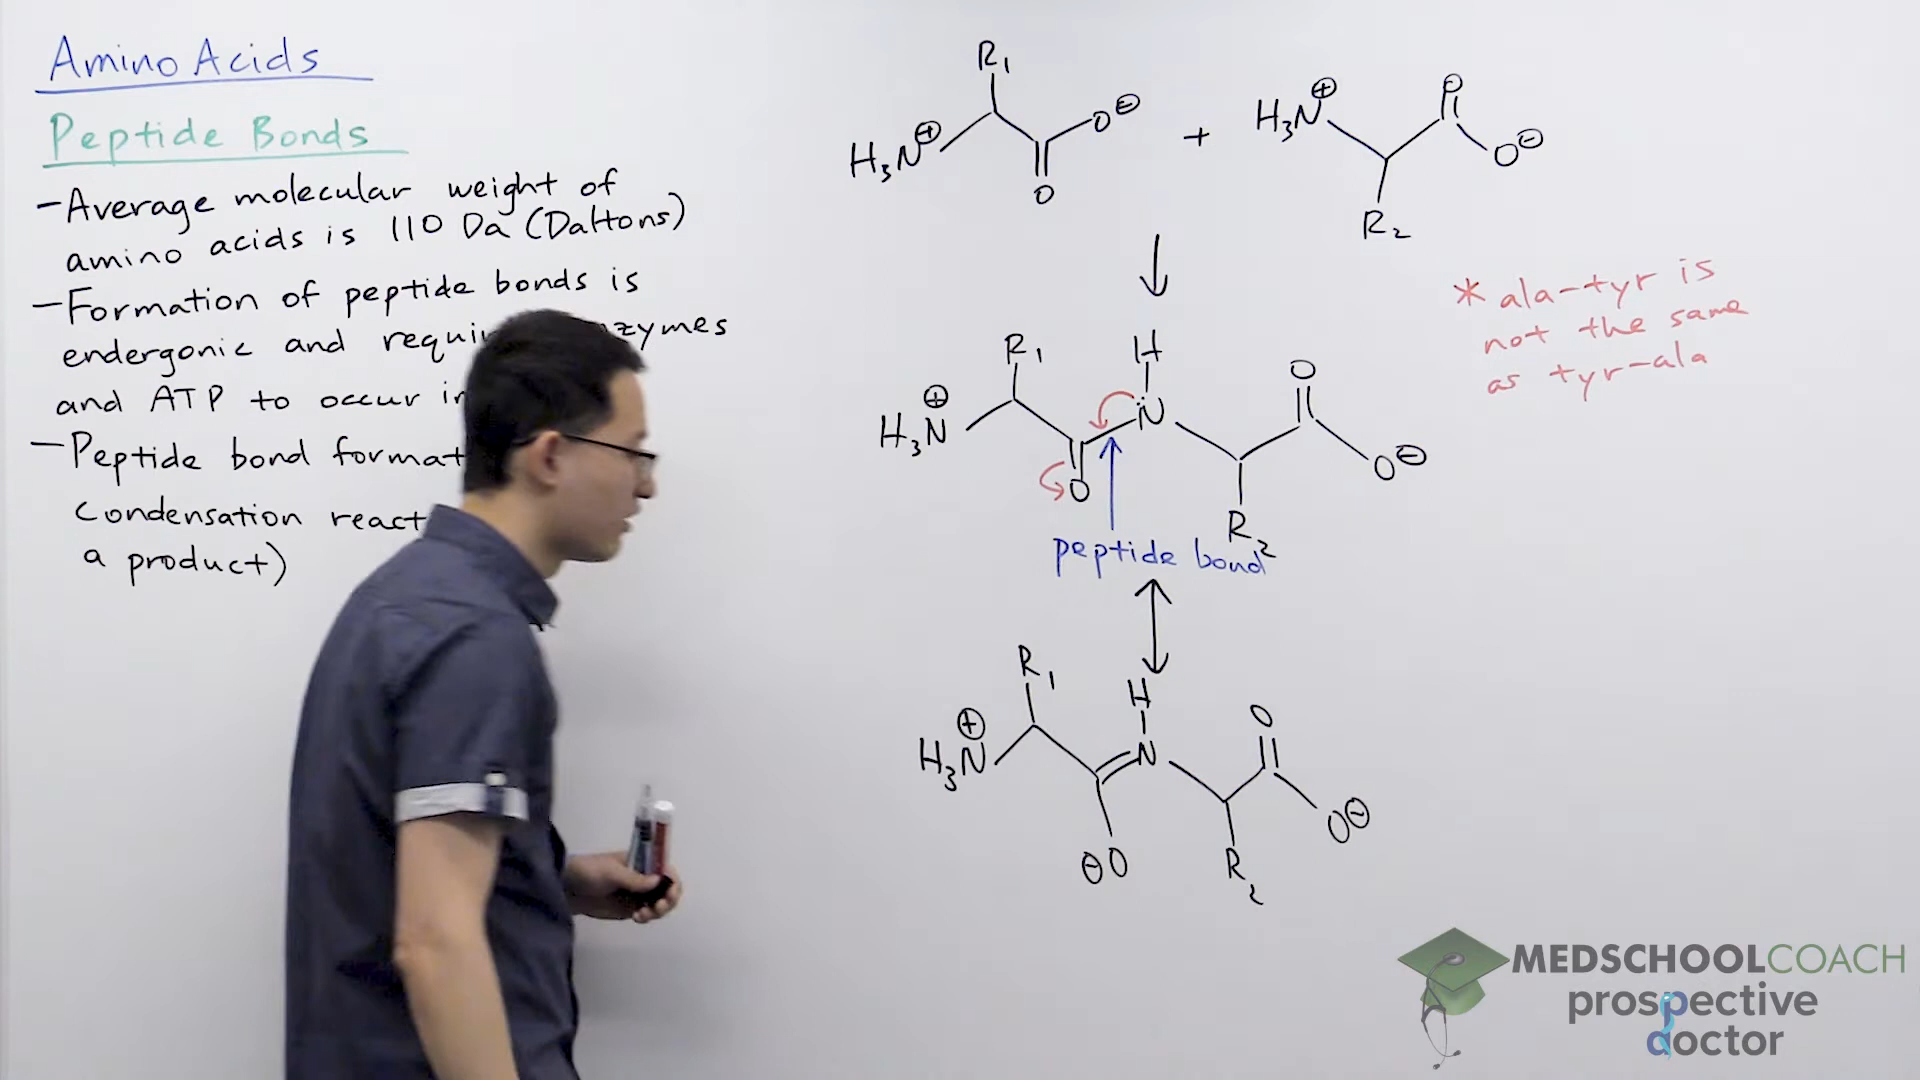 Amino Acids
Peptide Bonds
- Average molecular weight of
amino acids is 110 Da (Daltons)
- Formation of peptide bonds is
endergonic and requi zymes
and ATP to occur i
- Peptide bond format
condensation react
a product)
R₁
H₃N⊕ O⊖
O
+
H₃N⊕ O
O⊖
R₂
* ala-tyr is
not the same
as tyr-ala
R₁ H O
H₃N⊕ N̈ O⊖
O R₂
peptide bond
R₁ H O
H₃N⊕ N O⊖
⊖O R₂
MEDSCHOOLCOACH
prospective
doctor